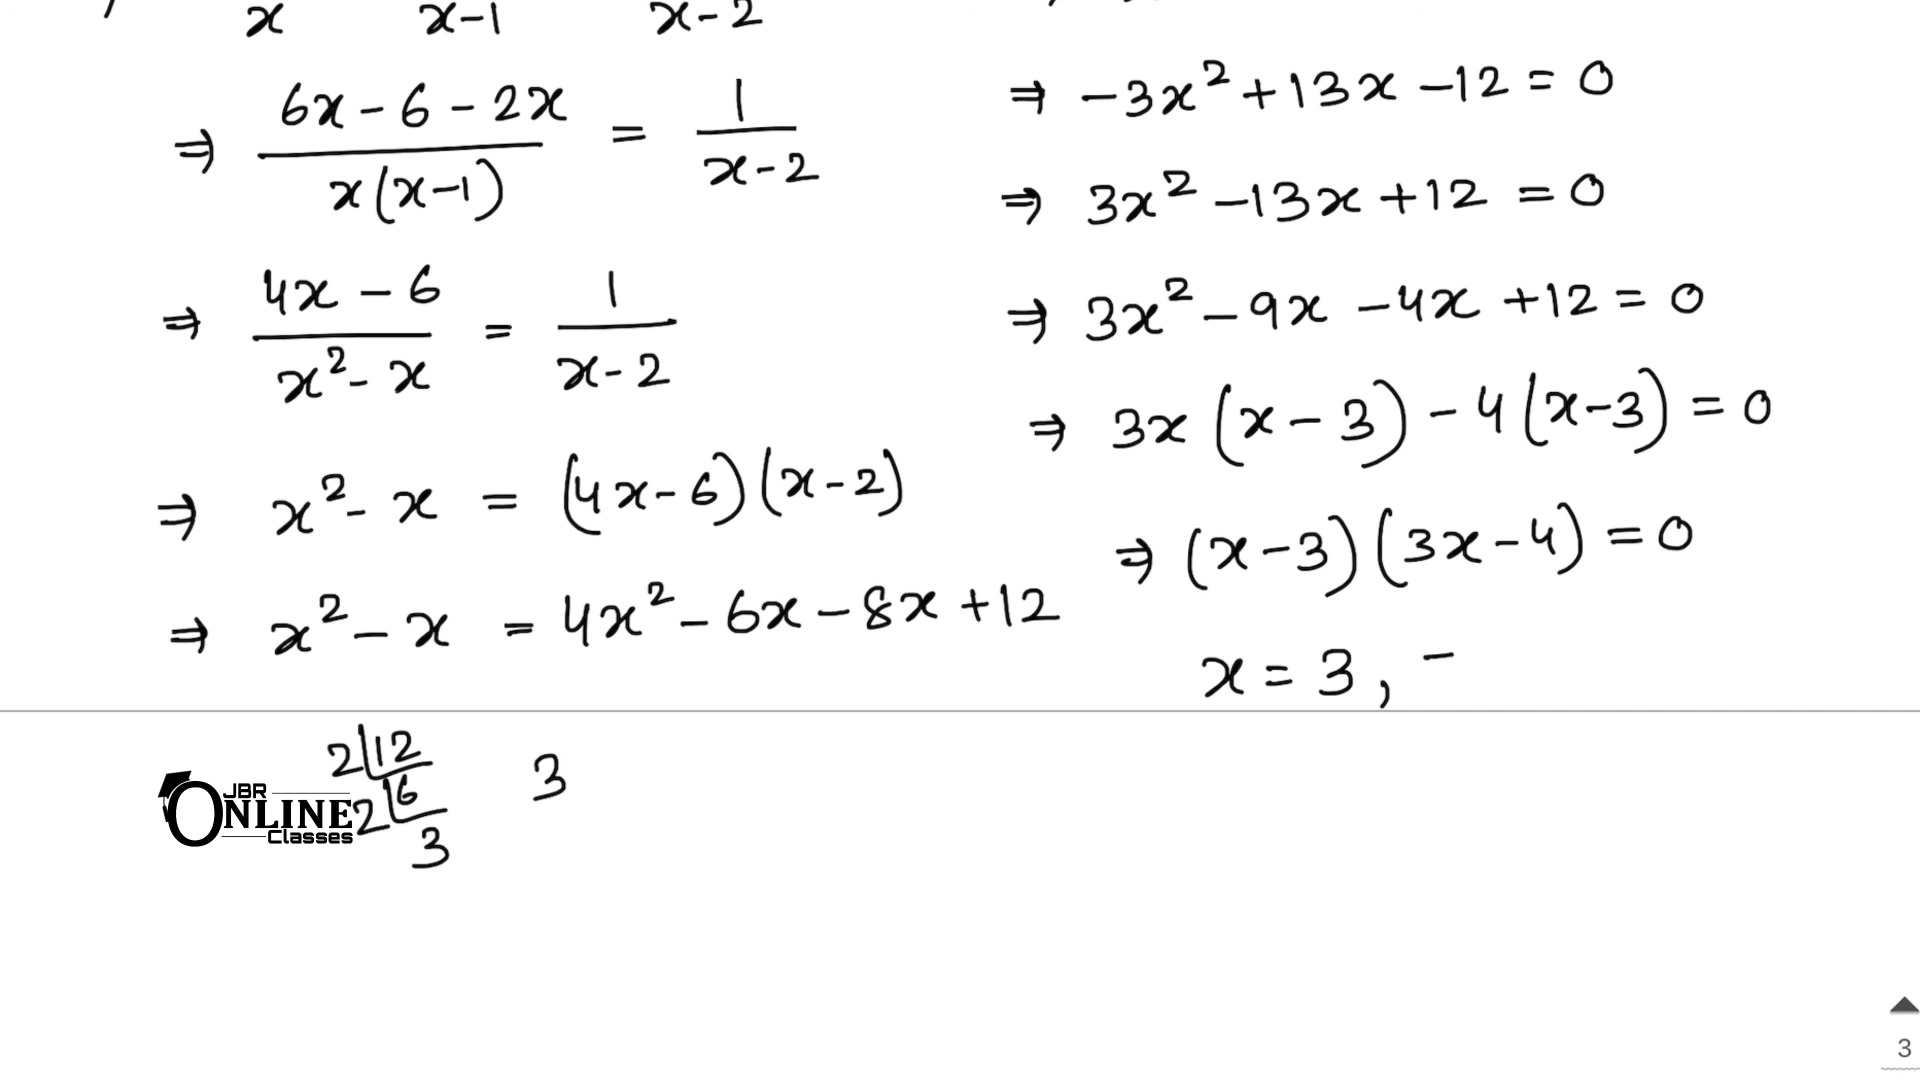 x x-1 x-2
⇒ 6x-6-2x / x(x-1) = 1 / x-2
⇒ 4x-6 / x²-x = 1 / x-2
⇒ x²-x = (4x-6)(x-2)
⇒ x²-x = 4x²-6x-8x+12
⇒ -3x²+13x-12=0
⇒ 3x²-13x+12=0
⇒ 3x²-9x-4x+12=0
⇒ 3x(x-3)-4(x-3)=0
⇒ (x-3)(3x-4)=0
x=3, -
2|12
2|6
3
3
JBR
ONLINE
Classes
3